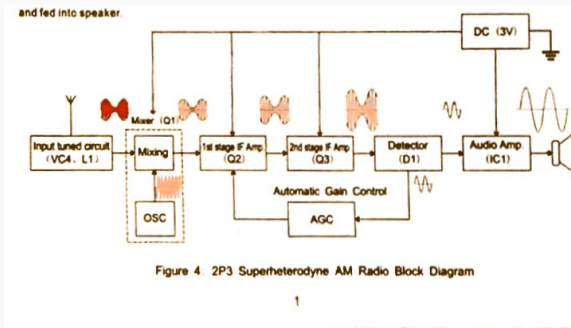 and fed into speaker.
DC (3V)
Mixer (Q1)
Input tuned circuit
(VC4, L1)
Mixing
1st stage IF Amp.
(Q2)
2nd stage IF Amp.
(Q3)
Detector
(D1)
Audio Amp.
(IC1)
Automatic Gain Control
OSC
AGC
Figure 4: 2P3 Superheterodyne AM Radio Block Diagram
1